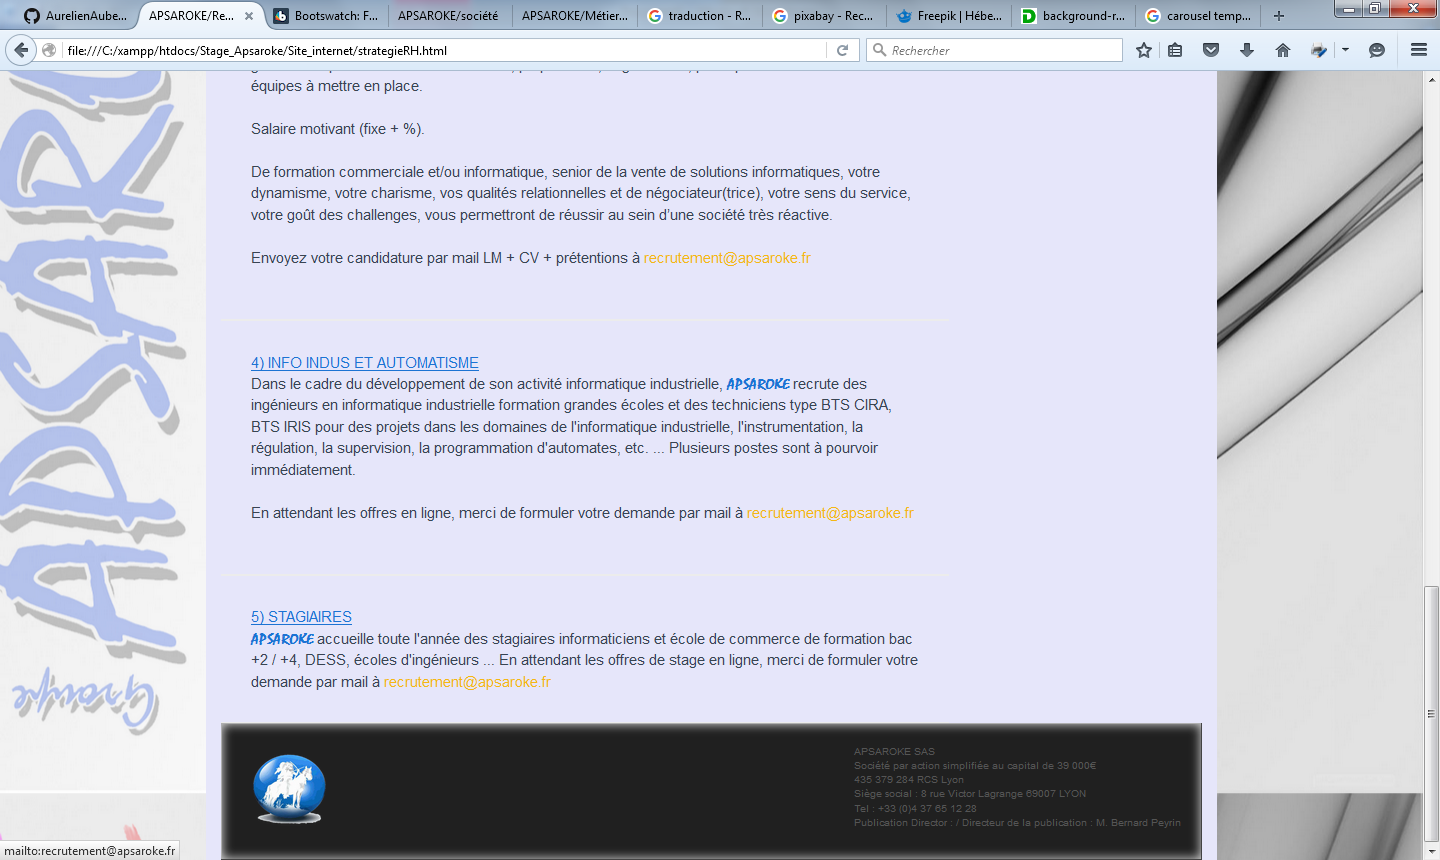 AurelienAube...
APSAROKE/Re...
Bootswatch: F...
APSAROKE/société
APSAROKE/Métier...
traduction - R...
pixabay - Rec...
Freepik | Hébe...
background-r...
carousel temp...
file:///C:/xampp/htdocs/Stage_Apsaroke/Site_internet/strategieRH.html
Rechercher
équipes à mettre en place.
Salaire motivant (fixe + %).
De formation commerciale et/ou informatique, senior de la vente de solutions informatiques, votre
dynamisme, votre charisme, vos qualités relationnelles et de négociateur(trice), votre sens du service,
votre goût des challenges, vous permettront de réussir au sein d'une société très réactive.
Envoyez votre candidature par mail LM + CV + prétentions à recrutement@apsaroke.fr
4) INFO INDUS ET AUTOMATISME
Dans le cadre du développement de son activité informatique industrielle, APSAROKE recrute des
ingénieurs en informatique industrielle formation grandes écoles et des techniciens type BTS CIRA,
BTS IRIS pour des projets dans les domaines de l'informatique industrielle, l'instrumentation, la
régulation, la supervision, la programmation d'automates, etc. ... Plusieurs postes sont à pourvoir
immédiatement.
En attendant les offres en ligne, merci de formuler votre demande par mail à recrutement@apsaroke.fr
5) STAGIAIRES
APSAROKE accueille toute l'année des stagiaires informaticiens et école de commerce de formation bac
+2 / +4, DESS, écoles d'ingénieurs ... En attendant les offres de stage en ligne, merci de formuler votre
demande par mail à recrutement@apsaroke.fr
Groupe
APSAROKE SAS
Société par action simplifiée au capital de 39 000€
435 379 284 RCS Lyon
Siège social : 8 rue Victor Lagrange 69007 LYON
Tel : +33 (0)4 37 65 12 28
Publication Director : / Directeur de la publication : M. Bernard Peyrin
mailto:recrutement@apsaroke.fr